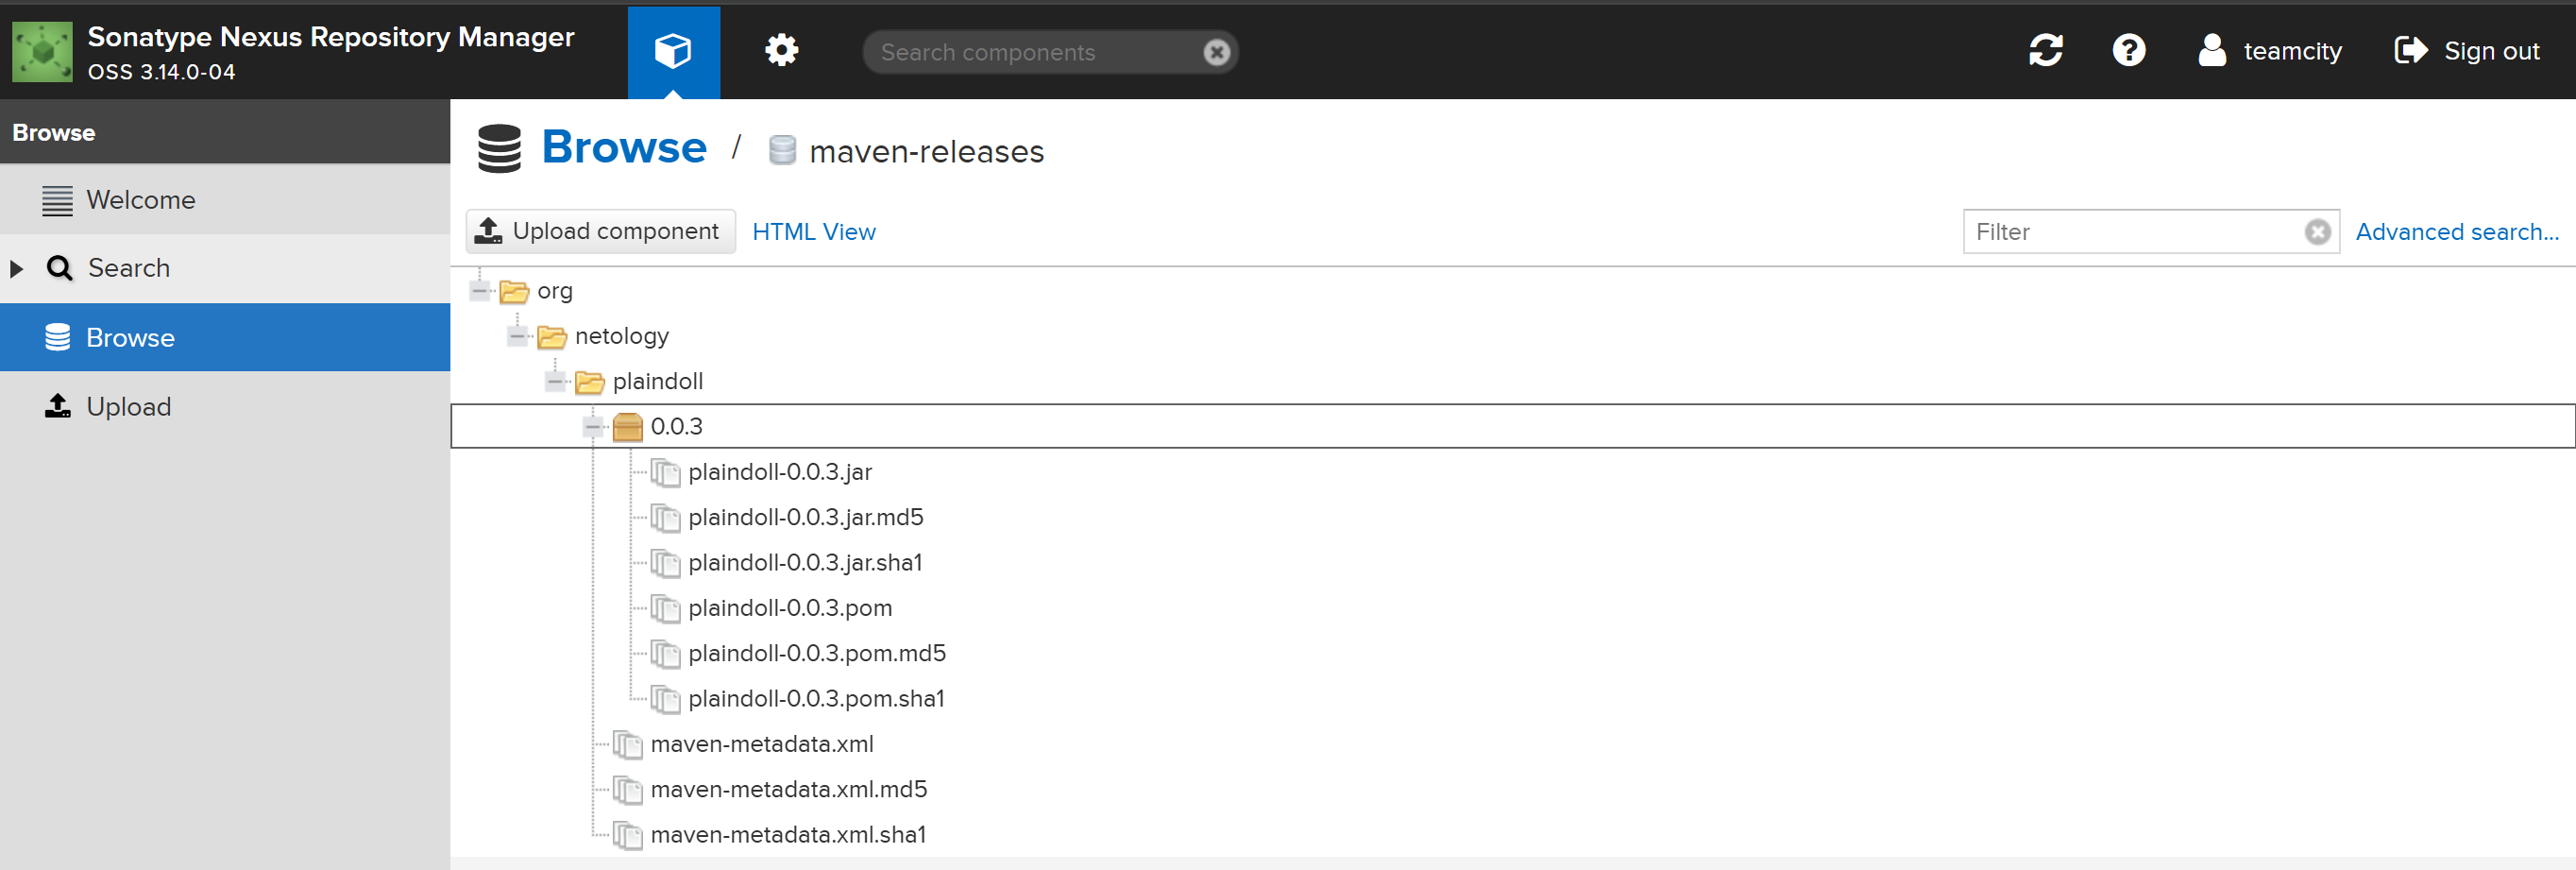 Sonatype Nexus Repository Manager
OSS 3.14.0-04
Search components
teamcity
Sign out
Browse
Welcome
Search
Browse
Upload
Browse / maven-releases
Upload component
HTML View
Filter
Advanced search...
org
netology
plaindoll
0.0.3
plaindoll-0.0.3.jar
plaindoll-0.0.3.jar.md5
plaindoll-0.0.3.jar.sha1
plaindoll-0.0.3.pom
plaindoll-0.0.3.pom.md5
plaindoll-0.0.3.pom.sha1
maven-metadata.xml
maven-metadata.xml.md5
maven-metadata.xml.sha1